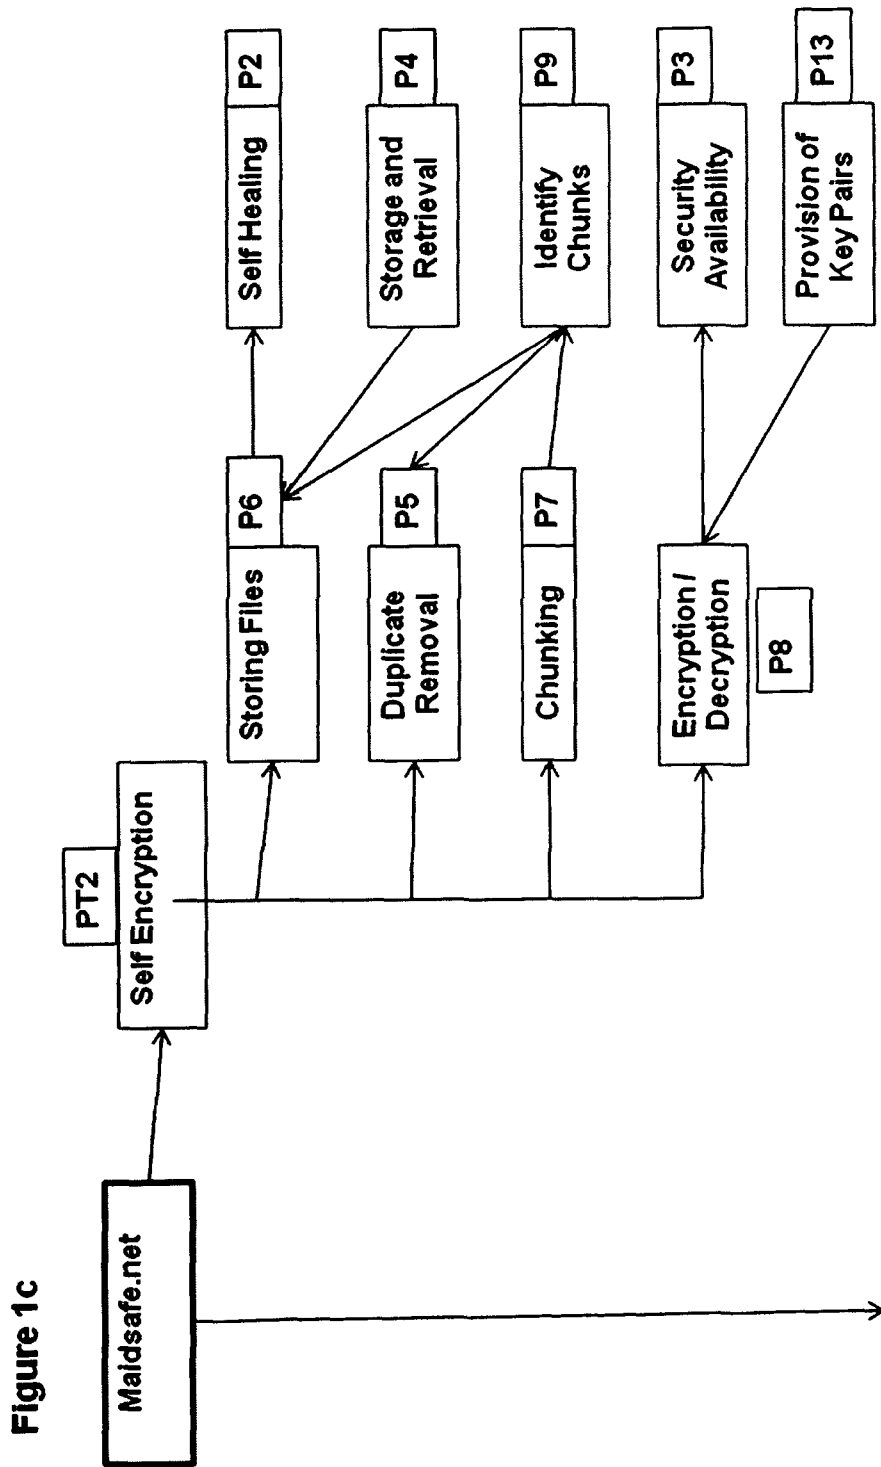 Figure 1c
Maidsafe.net
PT2
Self Encryption
Storing Files
P6
Self Healing
P2
Duplicate
Removal
P5
Storage and
Retrieval
P4
Chunking
P7
Identify
Chunks
P9
Encryption /
Decryption
P8
Security
Availability
P3
Provision of
Key Pairs
P13